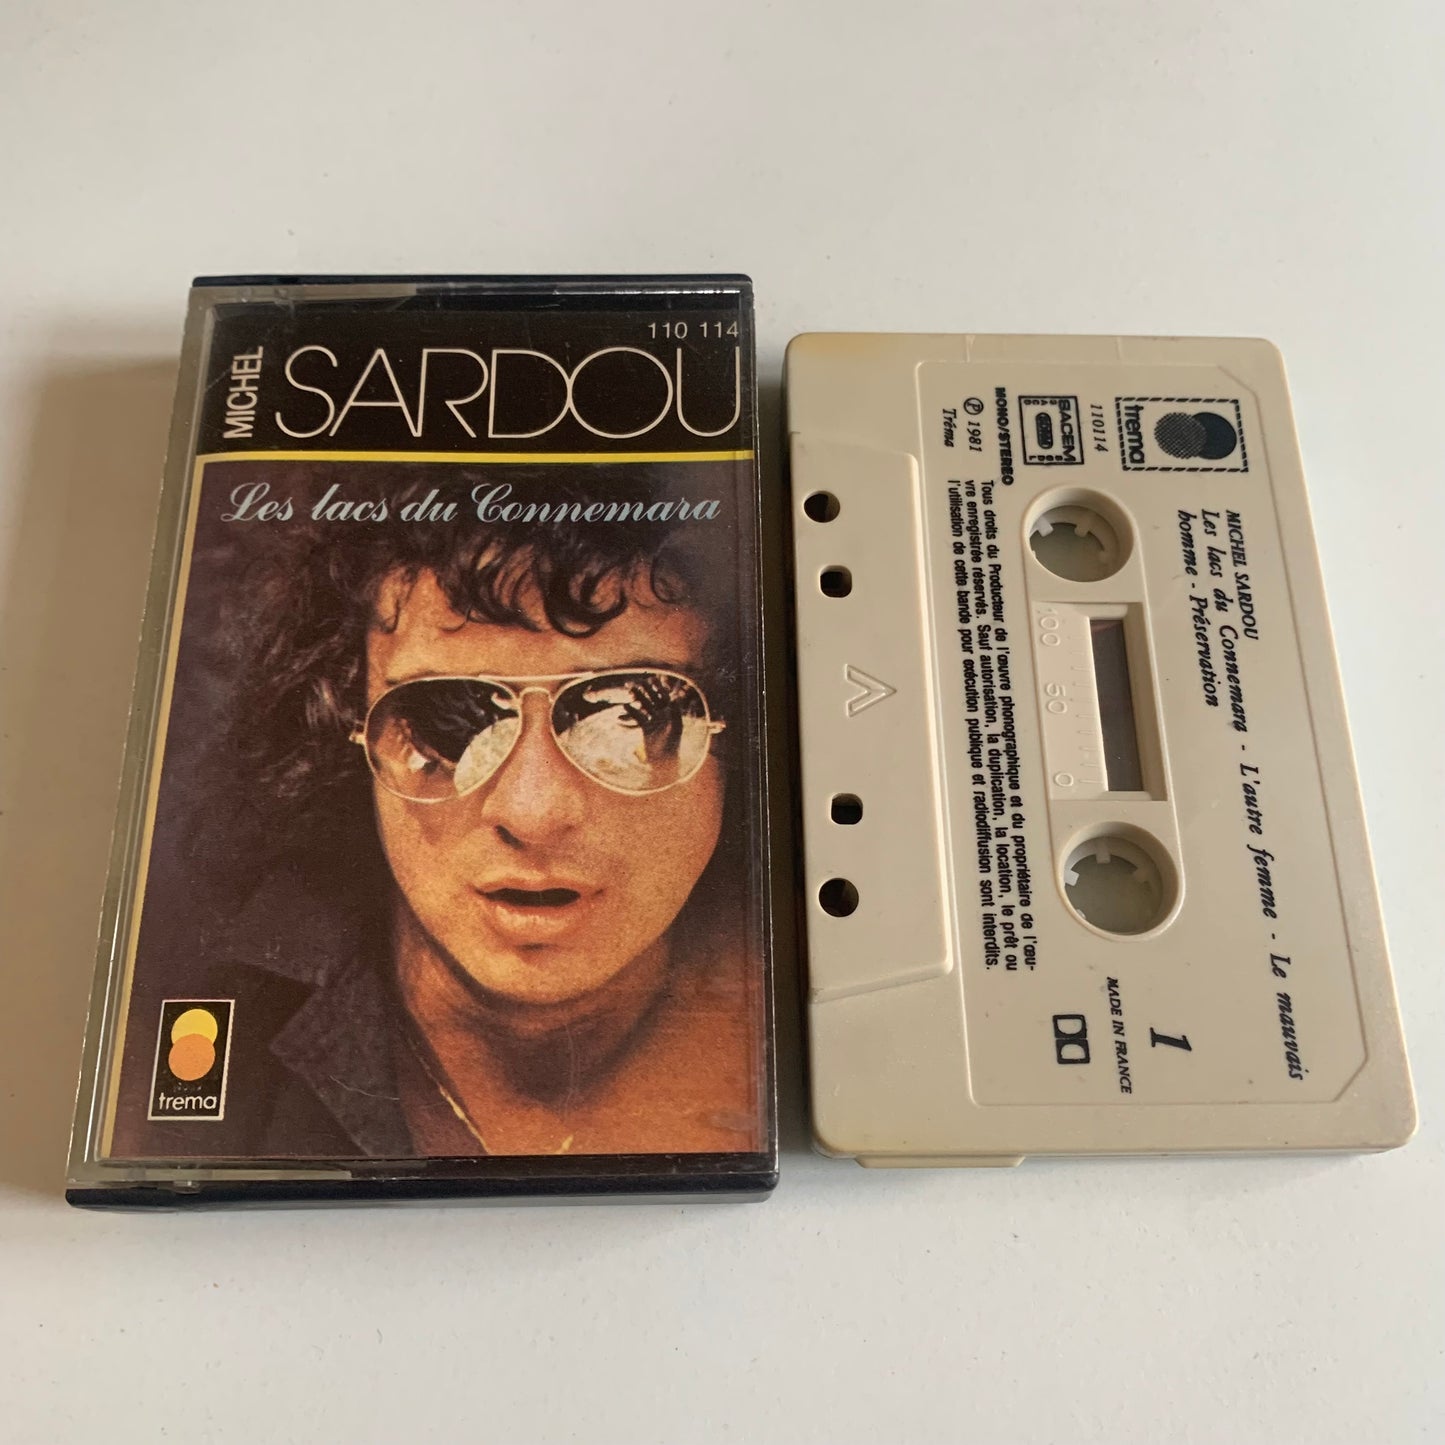 110 114
MICHEL
SARDOU
Les lacs du Connemara
trema
trema
110114
SACEM
MONO/STEREO
℗ 1981
Tréma
Tous droits du Producteur de l'œuvre phonographique et du propriétaire de l'œu-
vre enregistrée réservés. Sauf autorisation, la duplication, la location, le prêt ou
l'utilisation de cette bande pour exécution publique et radiodiffusion sont interdits.
MICHEL SARDOU
Les lacs du Connemara - L'autre femme - Le mauvais
homme - Préservation
100 50 0
1
MADE IN FRANCE